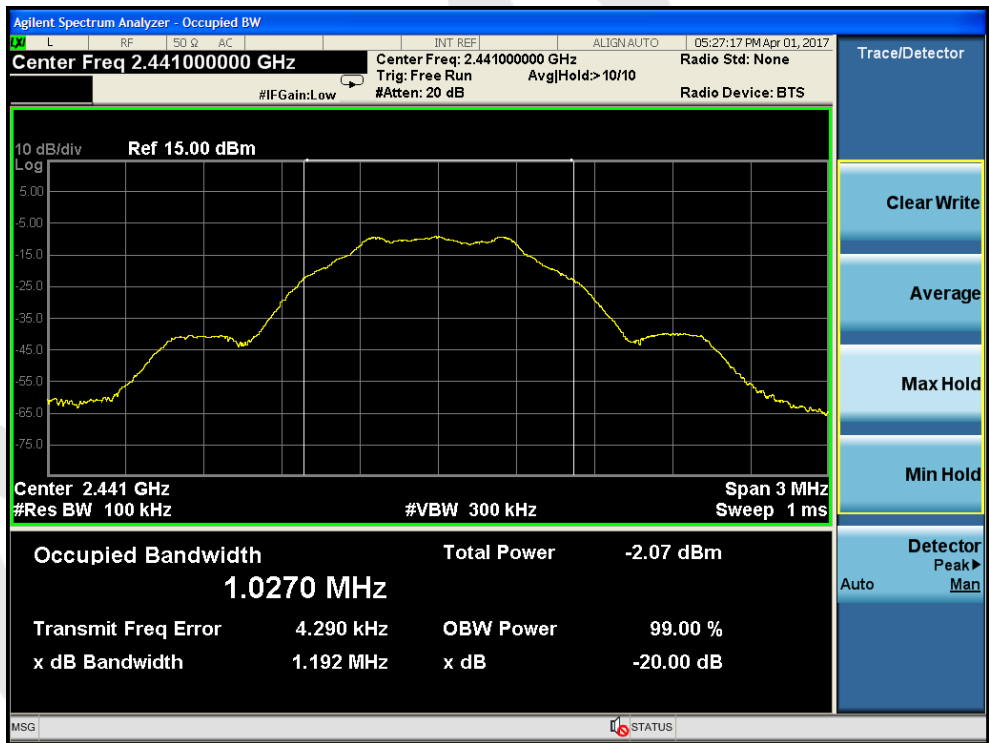 Agilent Spectrum Analyzer - Occupied BW
LXI L RF 50 Ω AC INT REF ALIGN AUTO 05:27:17 PM Apr 01, 2017
Center Freq 2.441000000 GHz
Center Freq: 2.441000000 GHz
Radio Std: None
Trig: Free Run Avg|Hold:>10/10
#IFGain:Low
#Atten: 20 dB
Radio Device: BTS
Trace/Detector
10 dB/div Ref 15.00 dBm
Log
5.00
-5.00
-15.0
-25.0
-35.0
-45.0
-55.0
-65.0
-75.0
Center 2.441 GHz Span 3 MHz
#Res BW 100 kHz #VBW 300 kHz Sweep 1 ms
Occupied Bandwidth Total Power -2.07 dBm
1.0270 MHz
Transmit Freq Error 4.290 kHz OBW Power 99.00 %
x dB Bandwidth 1.192 MHz x dB -20.00 dB
Clear Write
Average
Max Hold
Min Hold
Detector
Peak▶
Auto Man
MSG STATUS